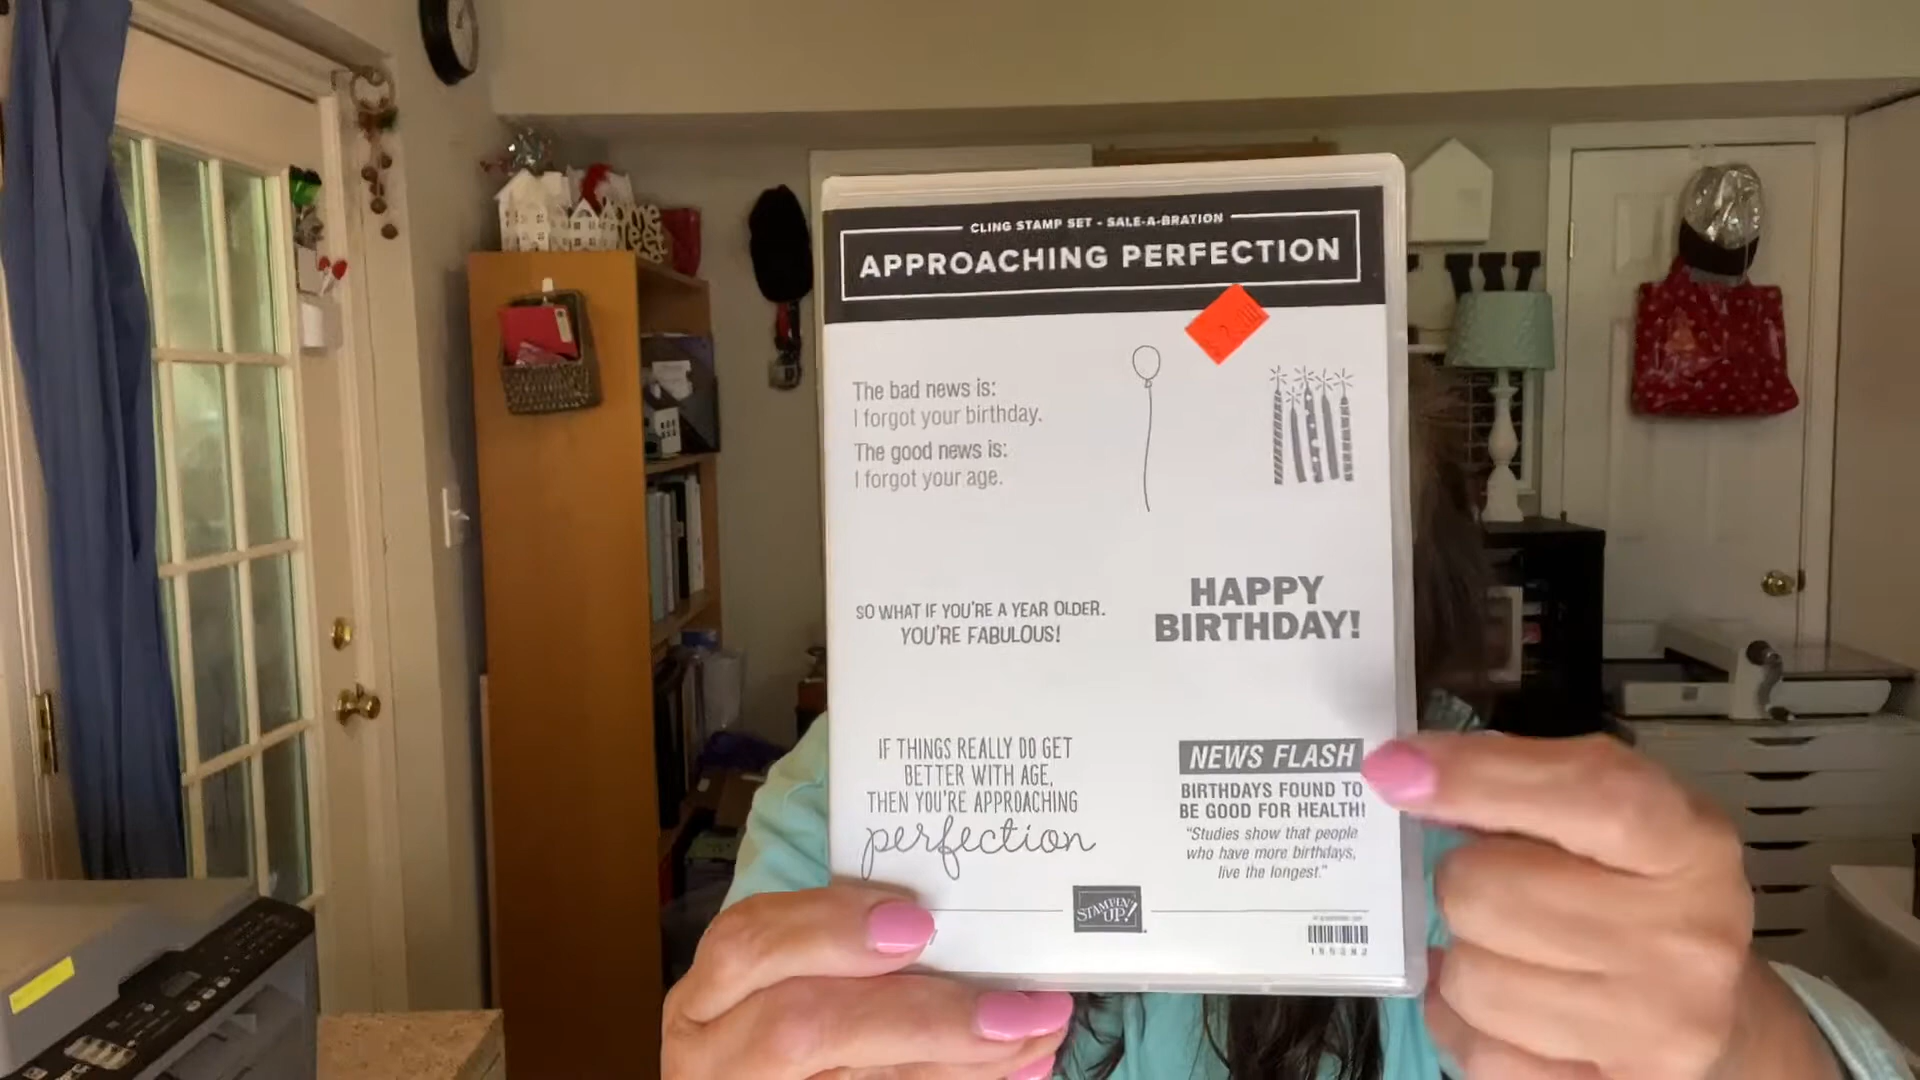 CLING STAMP SET - SALE-A-BRATION
APPROACHING PERFECTION
The bad news is:
I forgot your birthday.
The good news is:
I forgot your age.
SO WHAT IF YOU'RE A YEAR OLDER.
YOU'RE FABULOUS!
HAPPY
BIRTHDAY!
IF THINGS REALLY DO GET
BETTER WITH AGE,
THEN YOU'RE APPROACHING
perfection
NEWS FLASH
BIRTHDAYS FOUND TO
BE GOOD FOR HEALTH!
"Studies show that people
who have more birthdays,
live the longest."
STAMPIN'
UP!
home